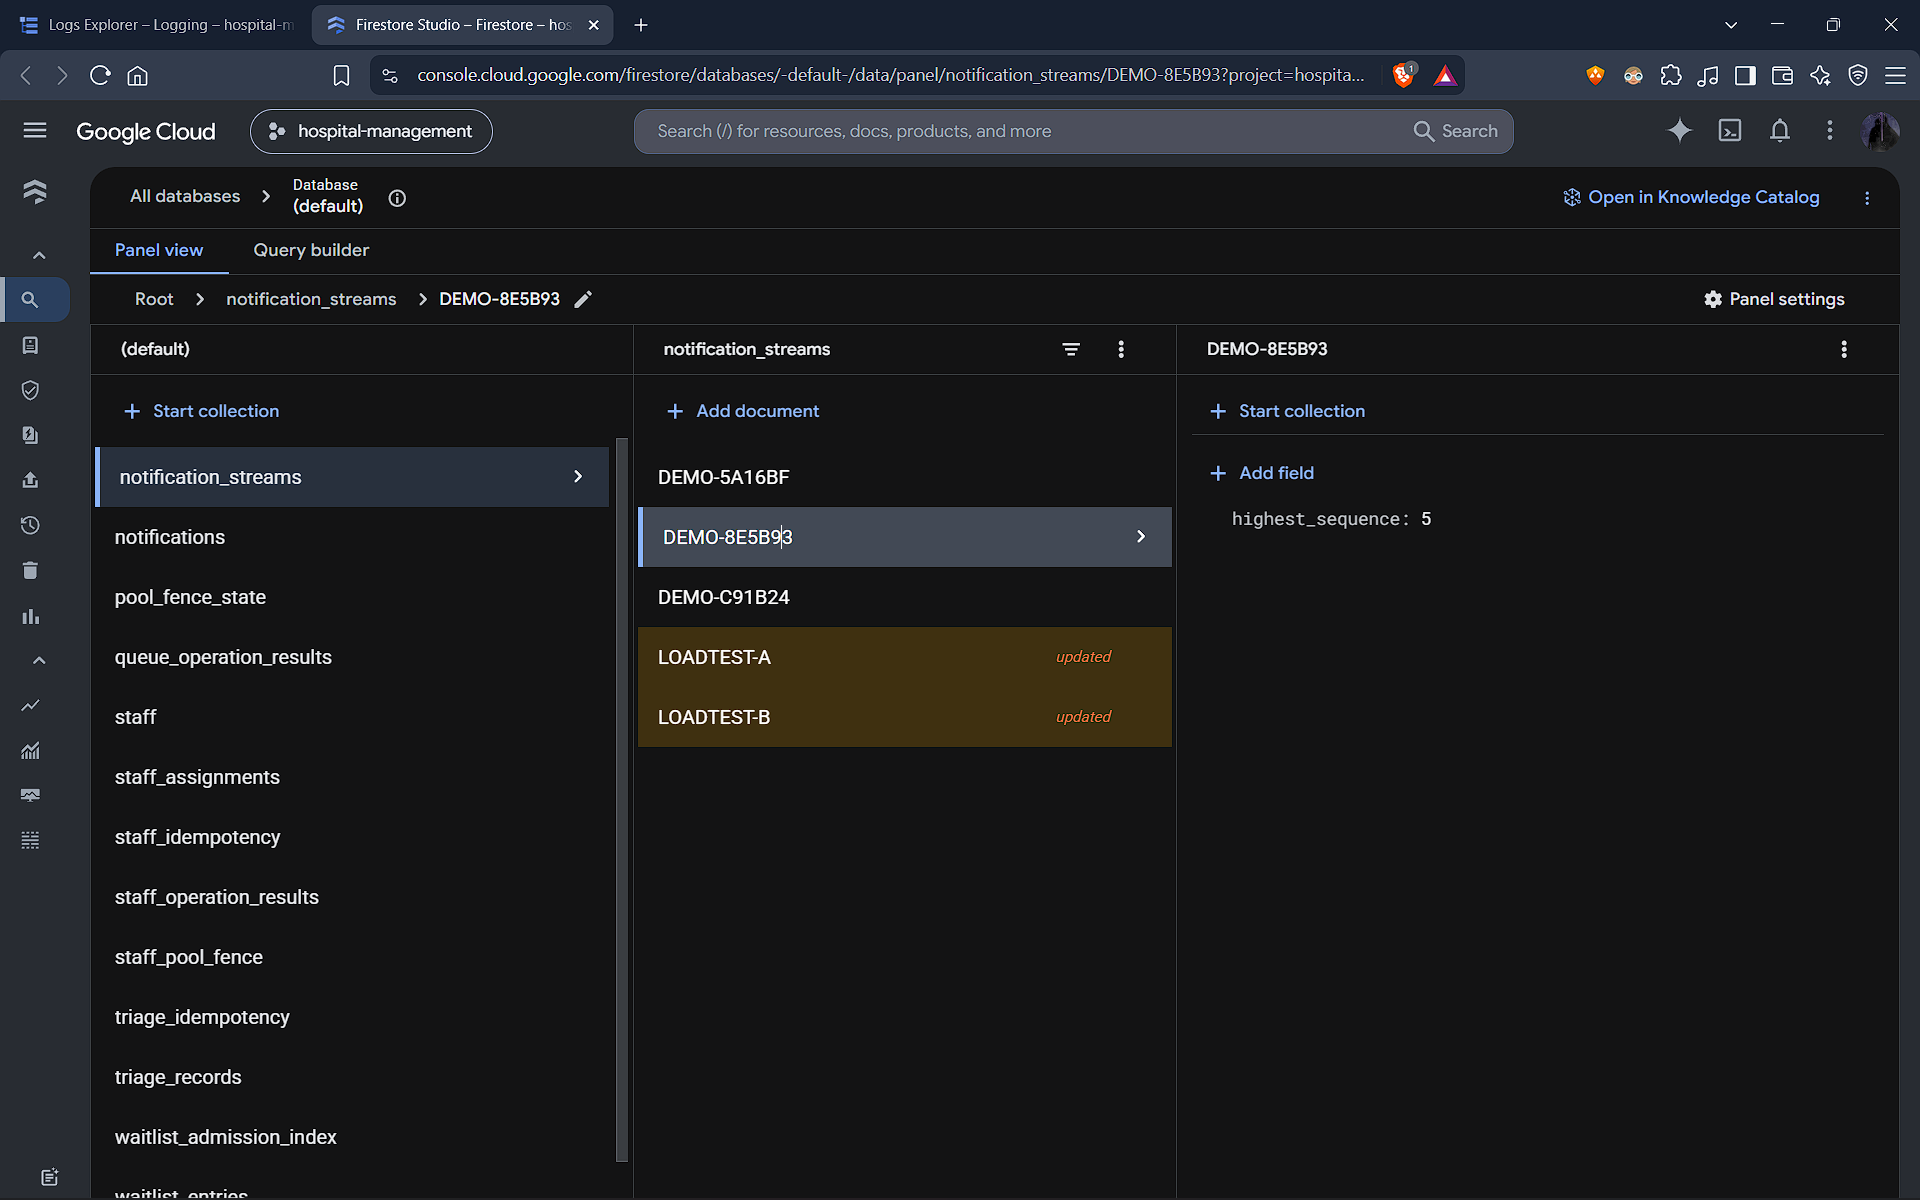 Logs Explorer – Logging – hospital-m
Firestore Studio – Firestore – hos
console.cloud.google.com/firestore/databases/-default-/data/panel/notification_streams/DEMO-8E5B93?project=hospita...
1
Google Cloud
hospital-management
Search (/) for resources, docs, products, and more
Search
All databases
Database
(default)
Open in Knowledge Catalog
Panel view
Query builder
Root
notification_streams
DEMO-8E5B93
Panel settings
(default)
notification_streams
DEMO-8E5B93
Start collection
Add document
Start collection
notification_streams
notifications
pool_fence_state
queue_operation_results
staff
staff_assignments
staff_idempotency
staff_operation_results
staff_pool_fence
triage_idempotency
triage_records
waitlist_admission_index
waitlist_entries
DEMO-5A16BF
DEMO-8E5B93
DEMO-C91B24
LOADTEST-A updated
LOADTEST-B updated
Add field
highest_sequence: 5